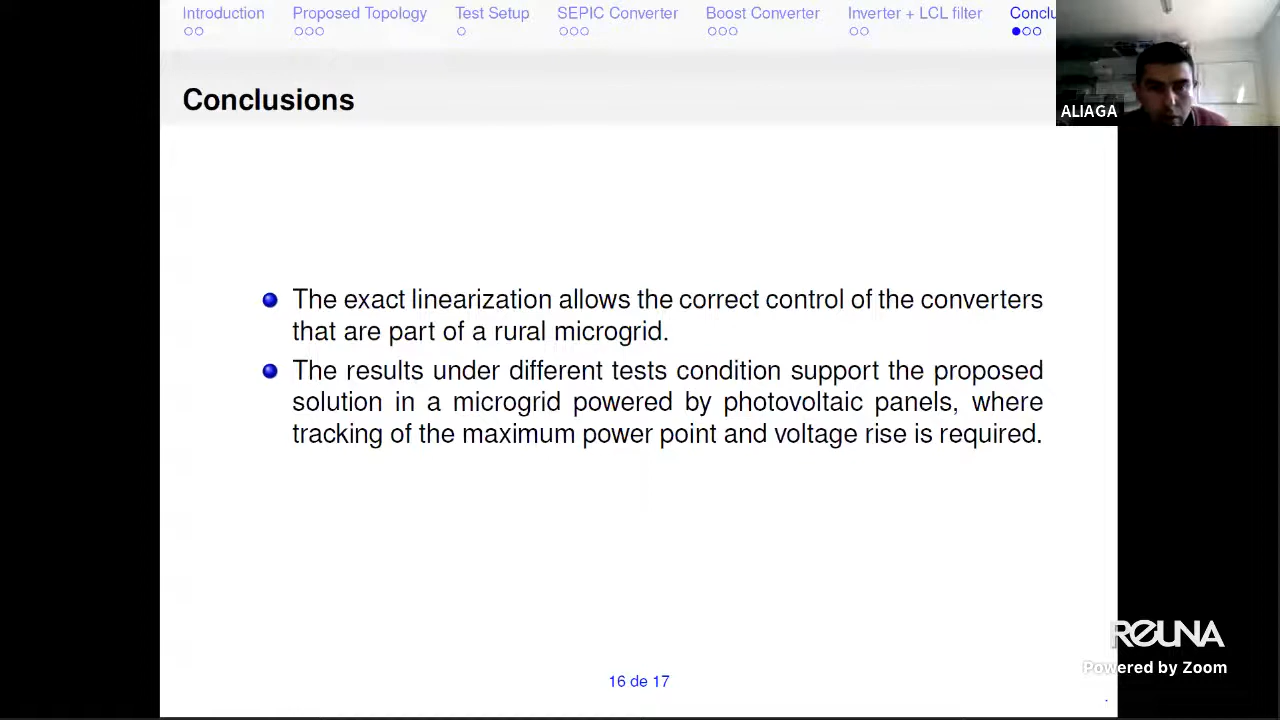 Introduction Proposed Topology Test Setup SEPIC Converter Boost Converter Inverter + LCL filter Conclu
ALIAGA
Conclusions
The exact linearization allows the correct control of the converters
that are part of a rural microgrid.
The results under different tests condition support the proposed
solution in a microgrid powered by photovoltaic panels, where
tracking of the maximum power point and voltage rise is required.
REUNA
Powered by Zoom
16 de 17